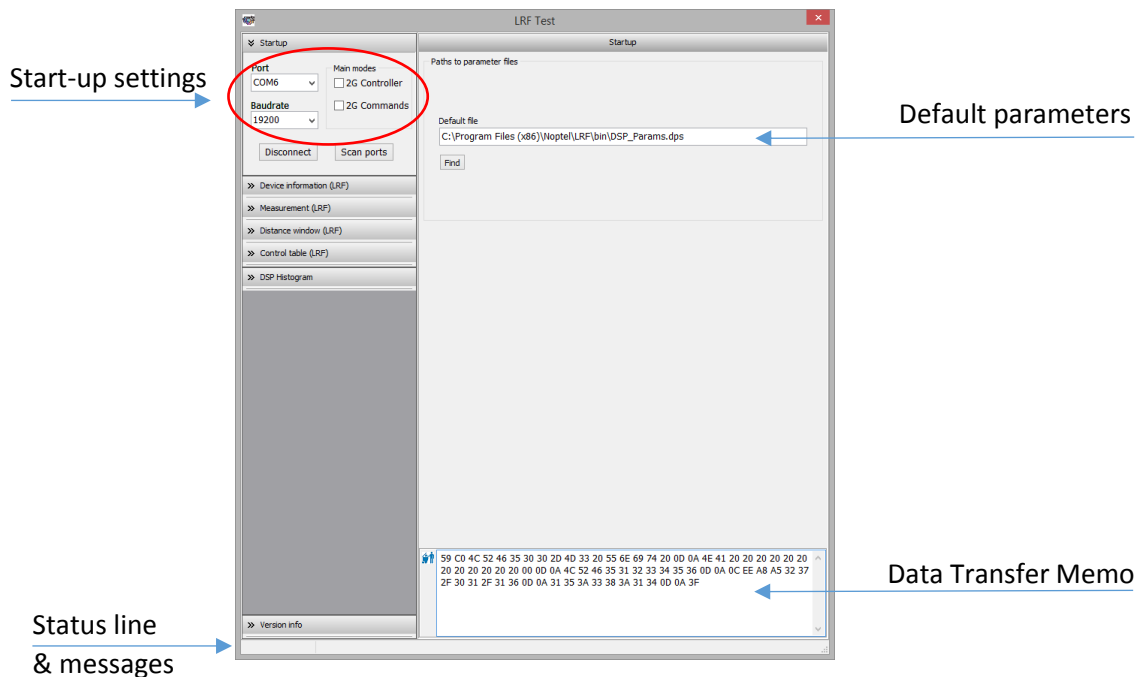 LRF Test
Startup
Startup
Port
Main modes
COM6
2G Controller
Baudrate
2G Commands
19200
Disconnect
Scan ports
Device information (LRF)
Measurement (LRF)
Distance window (LRF)
Control table (LRF)
DSP Histogram
Version info
Paths to parameter files
Default file
C:\Program Files (x86)\Noptel\LRF\bin\DSP_Params.dps
Find
59 C0 4C 52 46 35 30 30 2D 4D 33 20 55 6E 69 74 20 0D 0A 4E 41 20 20 20 20 20 20
20 20 20 20 20 20 00 0D 0A 4C 52 46 35 31 32 33 34 35 36 0D 0A 0C EE A8 A5 32 37
2F 30 31 2F 31 36 0D 0A 31 35 3A 33 38 3A 31 34 0D 0A 3F
Start-up settings
Default parameters
Data Transfer Memo
Status line
& messages